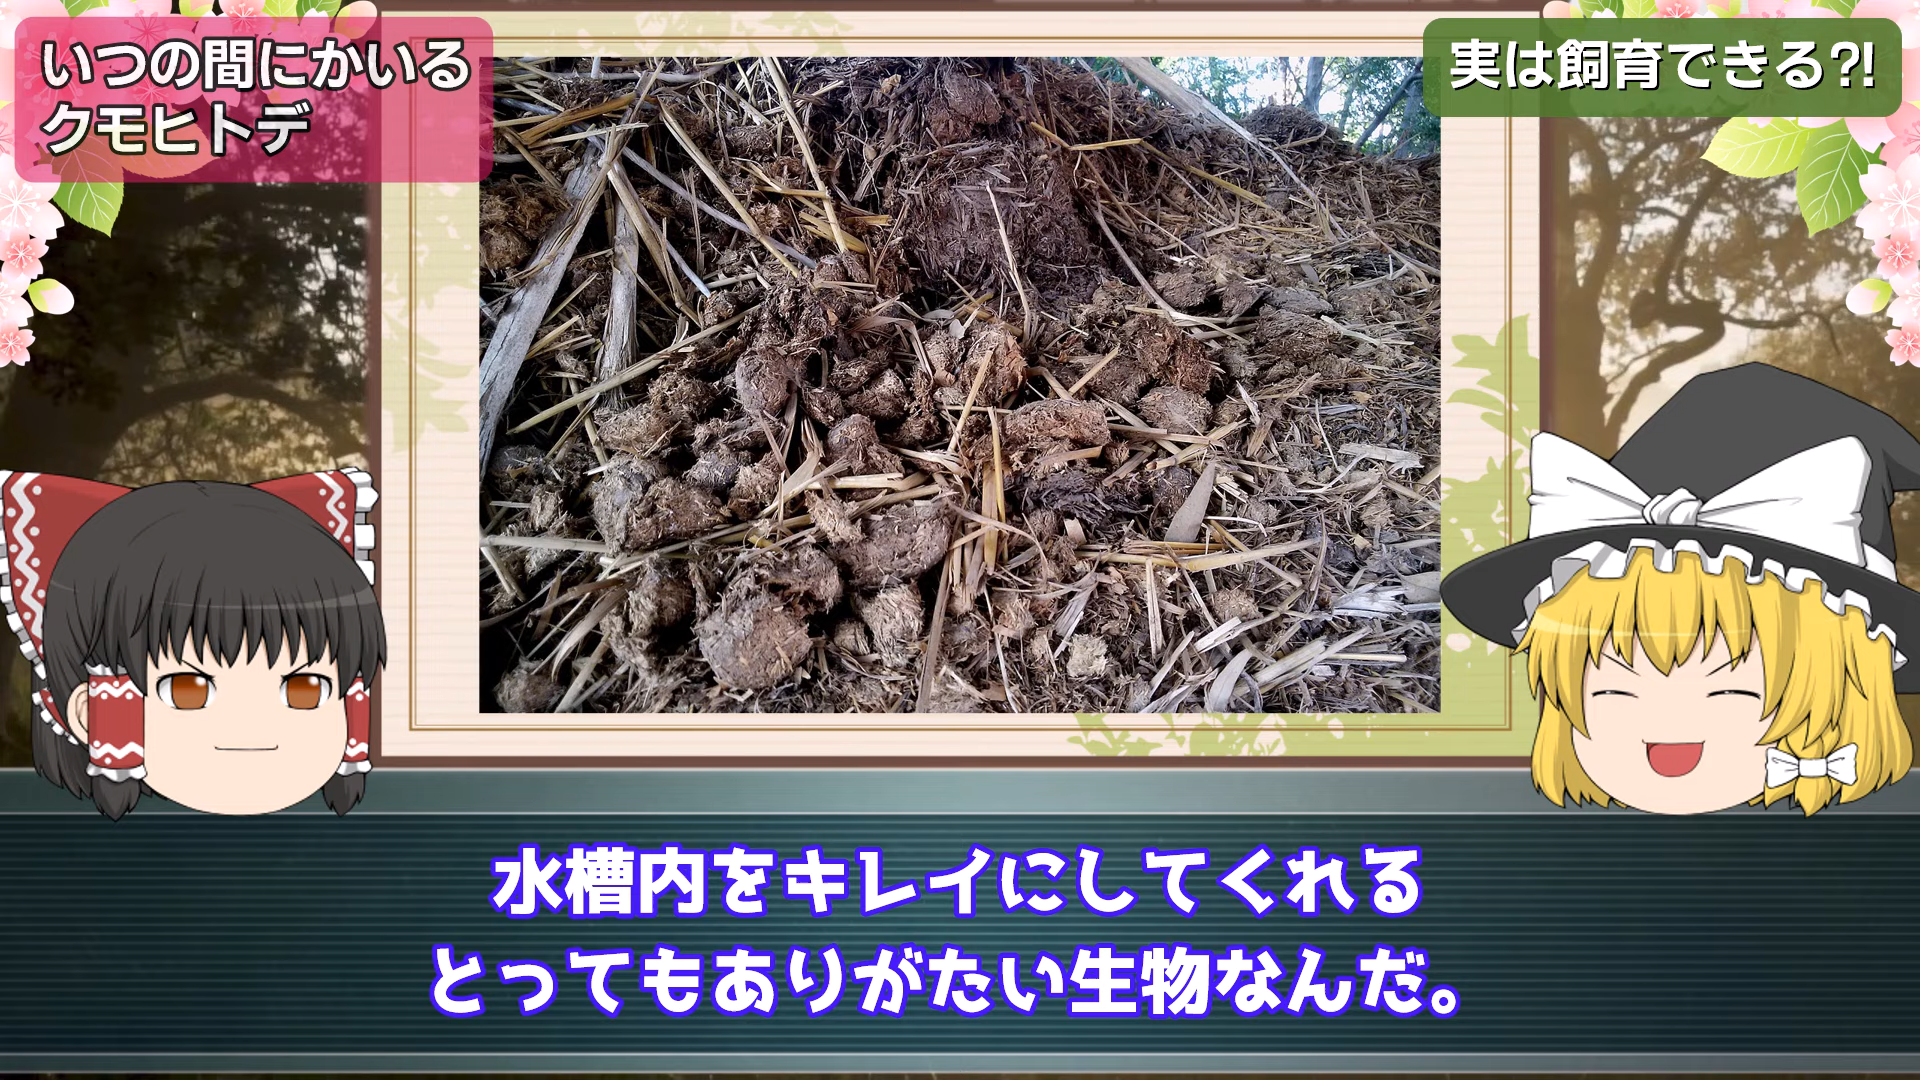 いつの間にかいる
クモヒトデ
実は飼育できる?!
水槽内をキレイにしてくれる
とってもありがたい生物なんだ。